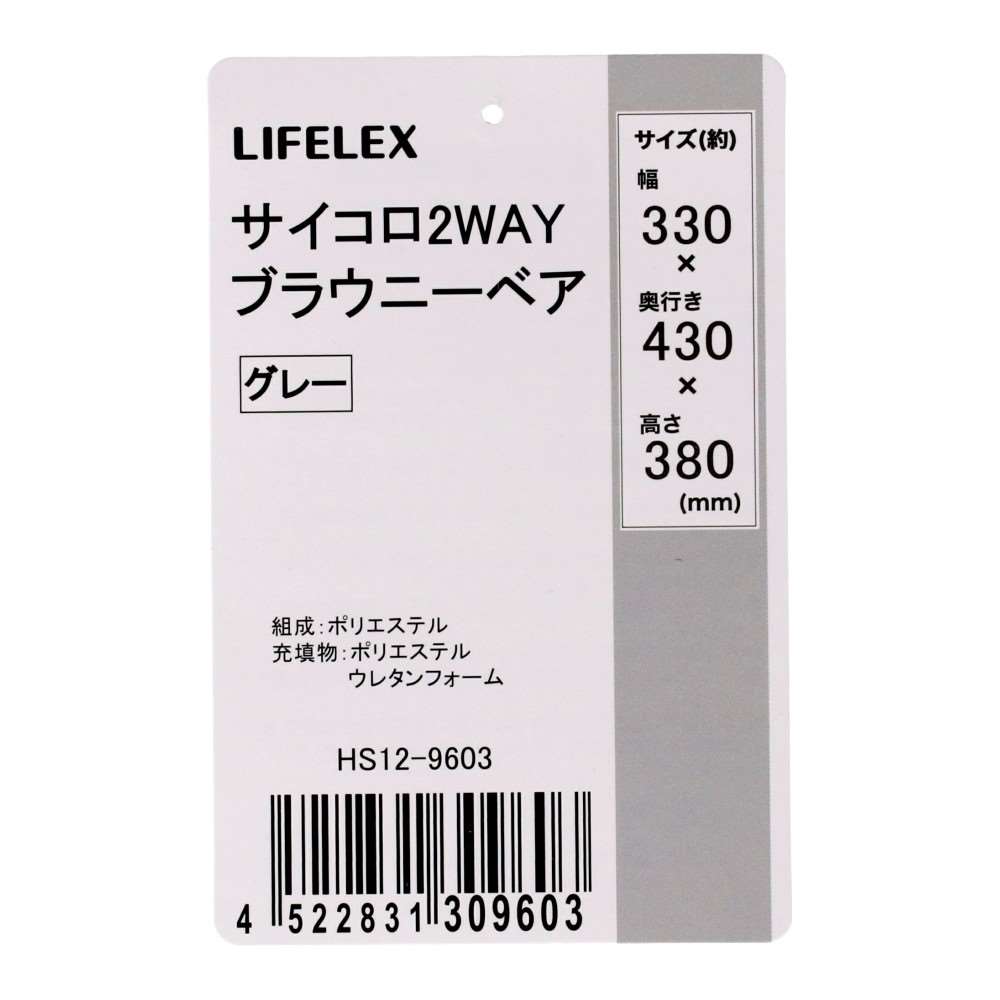 LIFELEX
サイコロ2WAY
ブラウニーベア
グレー
サイズ(約)
幅
330
×
奥行き
430
×
高さ
380
(mm)
組成:ポリエステル
充填物:ポリエステル
ウレタンフォーム
HS12-9603
4 522831 309603